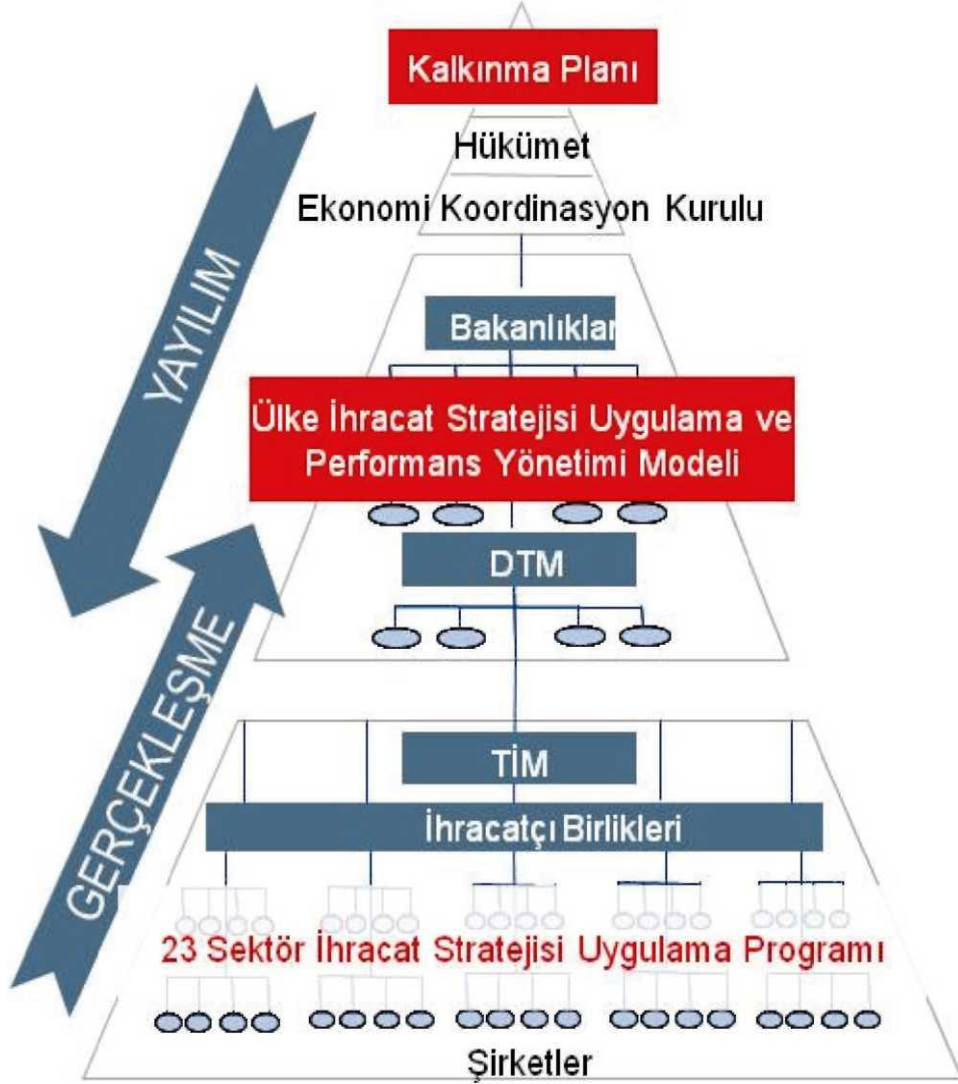 Kalkınma Planı
Hükümet
Ekonomi Koordinasyon Kurulu
YAYILIM
Bakanlıklar
Ülke İhracat Stratejisi Uygulama ve
Performans Yönetimi Modeli
DTM
GERÇEKLEŞME
TİM
İhracatçı Birlikleri
23 Sektör İhracat Stratejisi Uygulama Programı
Şirketler